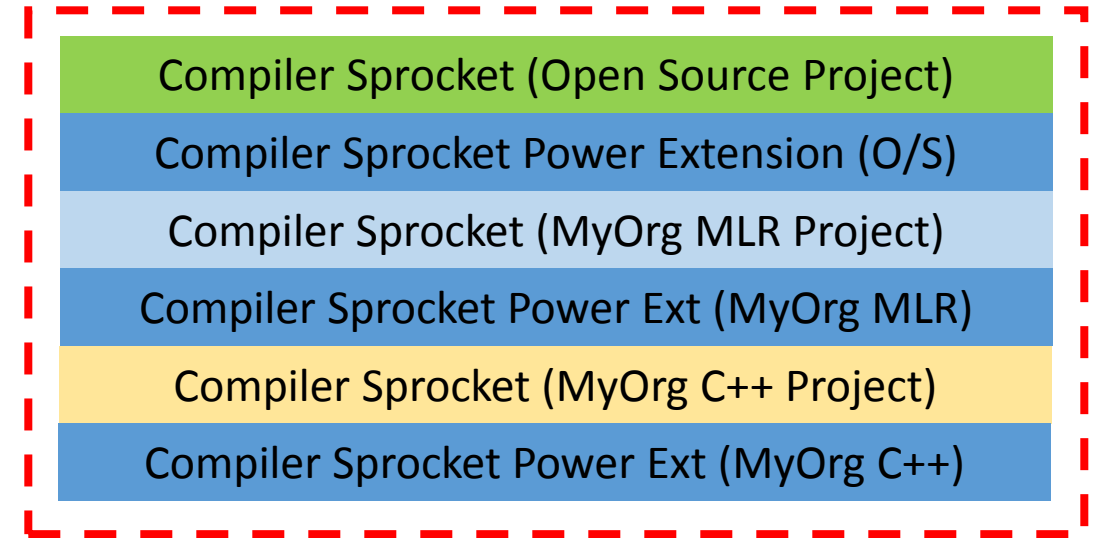 Compiler Sprocket (Open Source Project)
Compiler Sprocket Power Extension (O/S)
Compiler Sprocket (MyOrg MLR Project)
Compiler Sprocket Power Ext (MyOrg MLR)
Compiler Sprocket (MyOrg C++ Project)
Compiler Sprocket Power Ext (MyOrg C++)